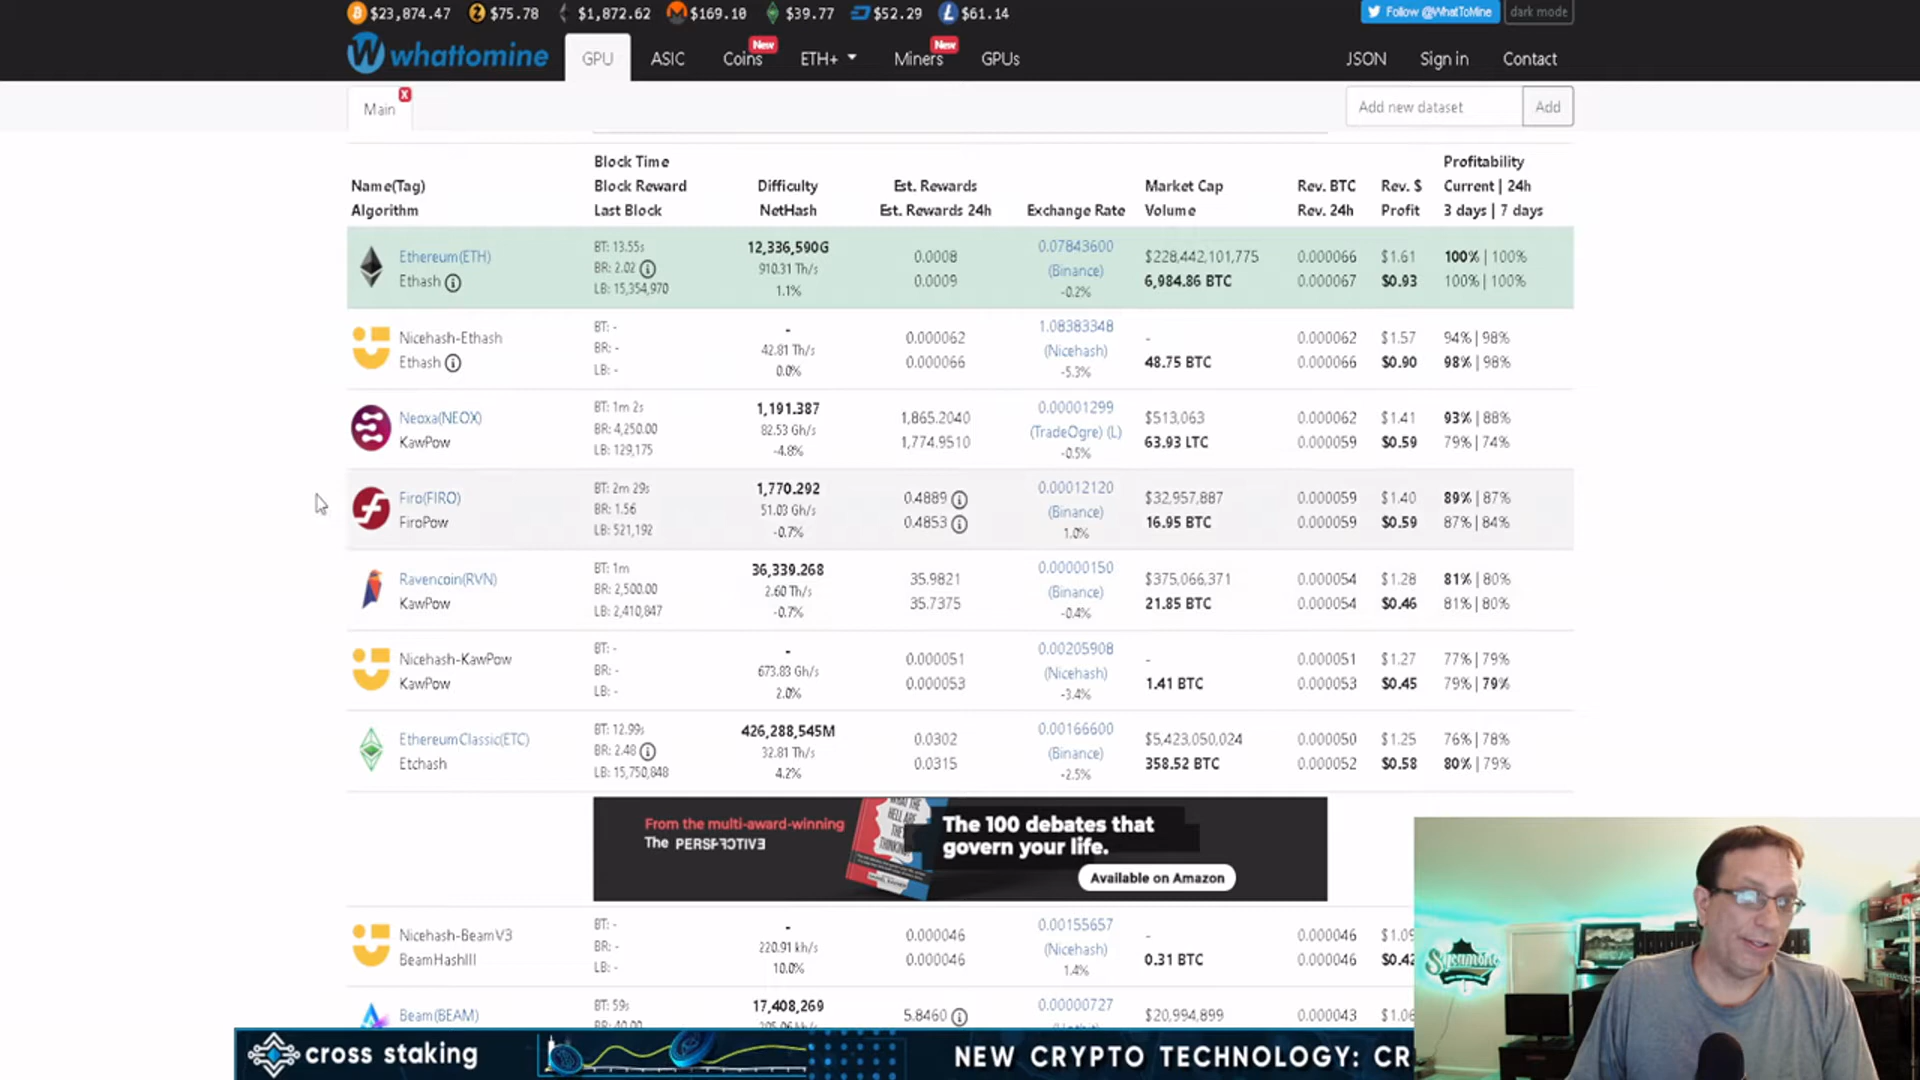 $23,874.47 $75.78 $1,872.62 $169.10 $39.77 $52.29 $61.14 Follow @WhatToMine dark mode
whattomine GPU ASIC Coins New ETH+ Miners New GPUs JSON Sign in Contact
Main X Add new dataset Add
Name(Tag) Block Time Difficulty Est. Rewards Exchange Rate Market Cap Rev. BTC Rev. $ Profitability
Algorithm Block Reward NetHash Est. Rewards 24h Volume Rev. 24h Profit Current | 24h
Last Block 3 days | 7 days
Ethereum(ETH) BT: 13.55s 12,336,590G 0.0008 0.07843600 $228,442,101,775 0.000066 $1.61 100% | 100%
Ethash BR: 2.02 910.31 Th/s 0.0009 (Binance) 6,984.86 BTC 0.000067 $0.93 100% | 100%
LB: 15,354,970 1.1% -0.2%
Nicehash-Ethash BT: - - 0.000062 1.08383348 - 0.000062 $1.57 94% | 98%
Ethash BR: - 42.81 Th/s 0.000066 (Nicehash) 48.75 BTC 0.000066 $0.90 98% | 98%
LB: - 0.0% -5.3%
Neoxa(NEOX) BT: 1m 2s 1,191.387 1,865.2040 0.00001299 $513,063 0.000062 $1.41 93% | 88%
KawPow BR: 4,250.00 82.53 Gh/s 1,774.9510 (TradeOgre) (L) 63.93 LTC 0.000059 $0.59 79% | 74%
LB: 129,175 -4.8% -0.5%
Firo(FIRO) BT: 2m 29s 1,770.292 0.4889 0.00012120 $32,957,887 0.000059 $1.40 89% | 87%
FiroPow BR: 1.56 51.03 Gh/s 0.4853 (Binance) 16.95 BTC 0.000059 $0.59 87% | 84%
LB: 521,192 -0.7% 1.0%
Ravencoin(RVN) BT: 1m 36,339.268 35.9821 0.00000150 $375,066,371 0.000054 $1.28 81% | 80%
KawPow BR: 2,500.00 2.60 Th/s 35.7375 (Binance) 21.85 BTC 0.000054 $0.46 81% | 80%
LB: 2,410,847 -0.7% -0.4%
Nicehash-KawPow BT: - - 0.000051 0.00205908 - 0.000051 $1.27 77% | 79%
KawPow BR: - 673.83 Gh/s 0.000053 (Nicehash) 1.41 BTC 0.000053 $0.45 79% | 79%
LB: - 2.0% -3.4%
EthereumClassic(ETC) BT: 12.99s 426,288,545M 0.0302 0.00166600 $5,423,050,024 0.000050 $1.25 76% | 78%
Etchash BR: 2.48 32.81 Th/s 0.0315 (Binance) 358.52 BTC 0.000052 $0.58 80% | 79%
LB: 15,750,848 4.2% -2.5%
From the multi-award-winning The 100 debates that
The PERSPECTIVE govern your life.
Available on Amazon
Nicehash-BeamV3 BT: - - 0.000046 0.00155657 - 0.000046
BeamHashIII BR: - 220.91 kh/s 0.000046 (Nicehash) 0.31 BTC 0.000046
LB: - 10.0% 1.4%
Beam(BEAM) BT: 59s 17,408,269 5.8460 0.00000727 $20,994,899 0.000043
cross staking NEW CRYPTO TECHNOLOGY: CR